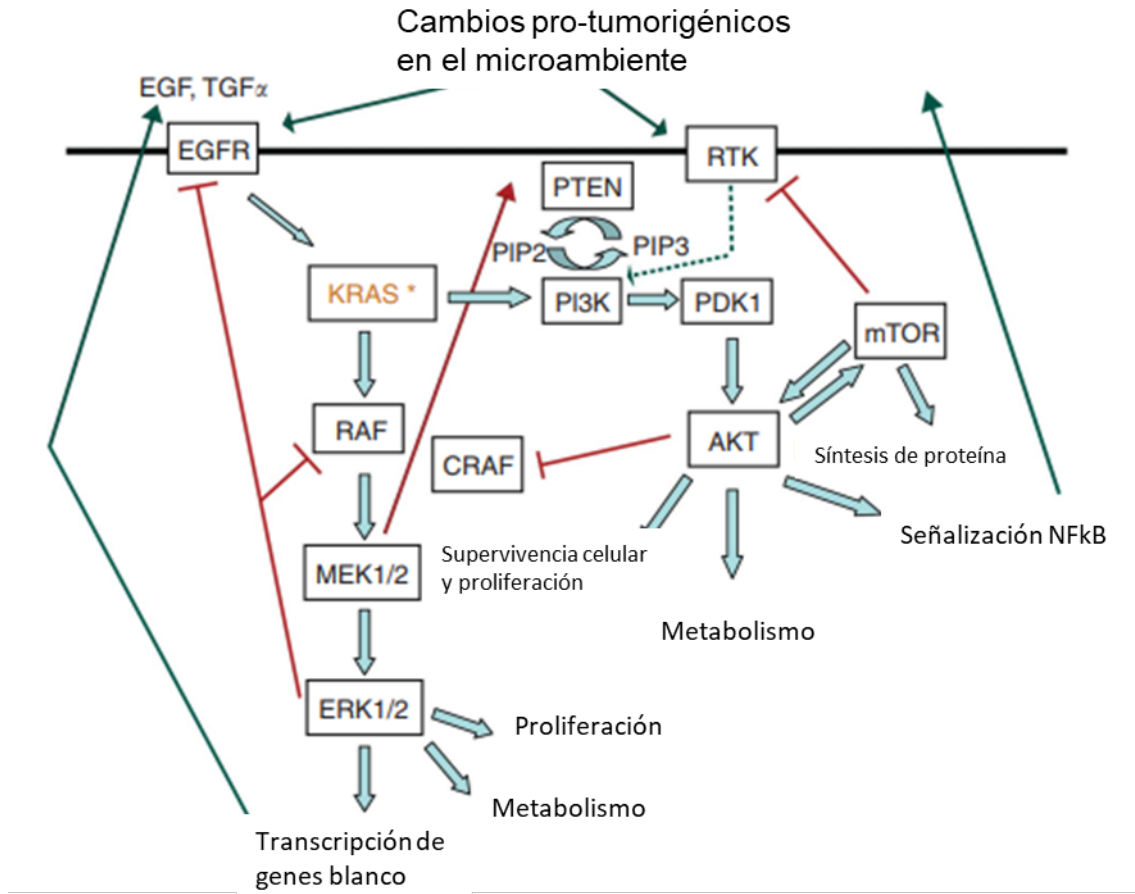 Cambios pro-tumorigénicos
en el microambiente
EGF, TGFα
EGFR
RTK
PTEN
PIP2
PIP3
KRAS *
PI3K
PDK1
mTOR
RAF
CRAF
AKT
Síntesis de proteína
Señalización NFkB
MEK1/2
Supervivencia celular
y proliferación
Metabolismo
ERK1/2
Proliferación
Metabolismo
Transcripción de
genes blanco